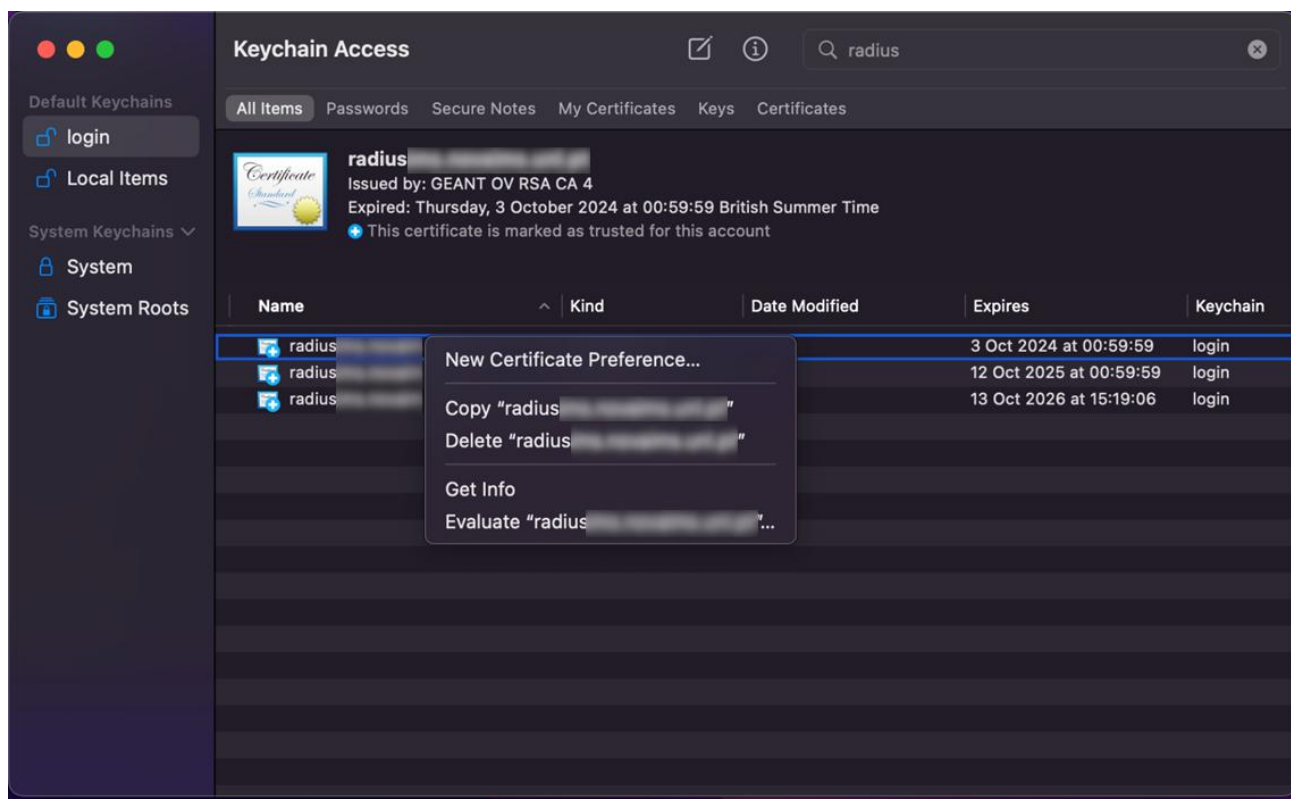 Keychain Access
radius
Default Keychains
login
Local Items
System Keychains
System
System Roots
All Items Passwords Secure Notes My Certificates Keys Certificates
Certificate
Standard
radius
Issued by: GEANT OV RSA CA 4
Expired: Thursday, 3 October 2024 at 00:59:59 British Summer Time
This certificate is marked as trusted for this account
Name Kind Date Modified Expires Keychain
radius 3 Oct 2024 at 00:59:59 login
radius 12 Oct 2025 at 00:59:59 login
radius 13 Oct 2026 at 15:19:06 login
New Certificate Preference...
Copy “radius ”
Delete “radius ”
Get Info
Evaluate “radius ”...